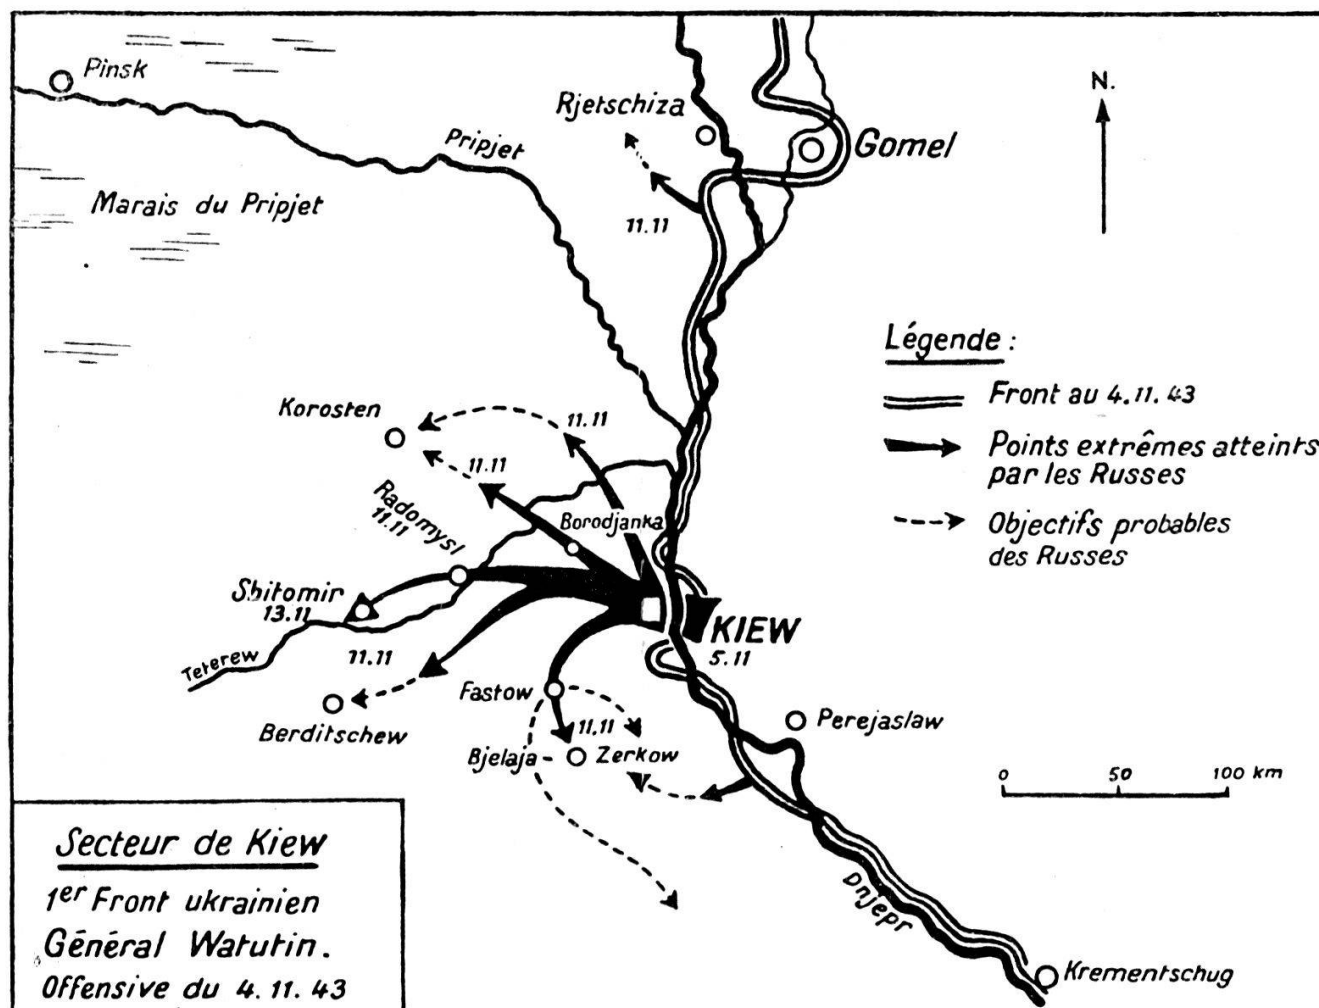 Pinsk
Pripjet
Marais du Pripjet
Rjetschiza
Gomel
11.11
N.
Légende :
Front au 4.11.43
Points extrêmes atteints
par les Russes
Objectifs probables
des Russes
Korosten
11.11
11.11
Radomysl
11.11
Borodjanka
Shitomir
13.11
Teterew
11.11
Berditschew
KIEW
5.11
Fastow
11.11
Bjelaja - Zerkow
Perejaslaw
0 50 100 km
Dnjepr
Krementschug
Secteur de Kiew
1er Front ukrainien
Général Watutin.
Offensive du 4.11.43